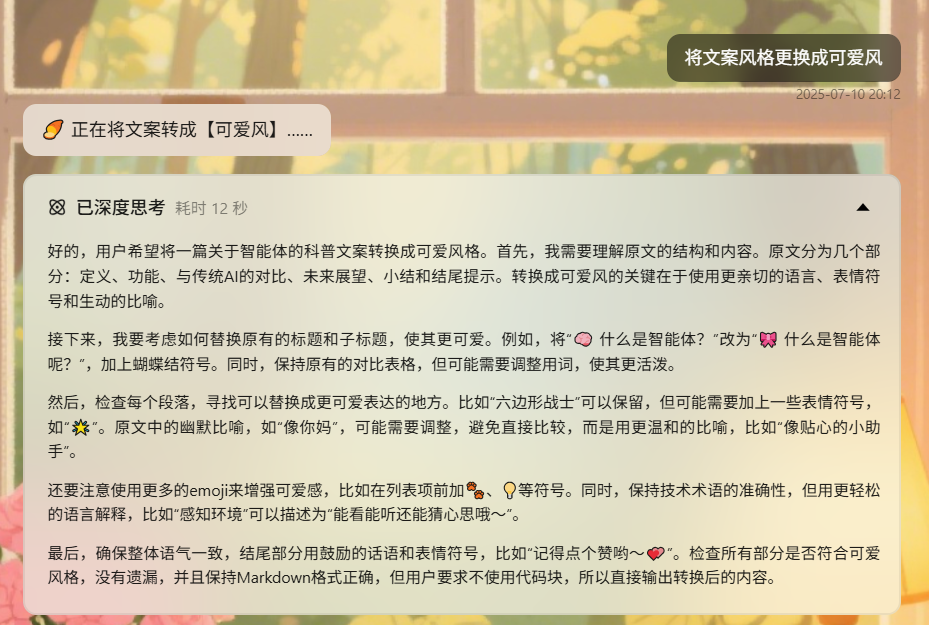 将文案风格更换成可爱风
2025-07-10 20:12
正在将文案转成【可爱风】......
已深度思考 耗时 12 秒
好的，用户希望将一篇关于智能体的科普文案转换成可爱风格。首先，我需要理解原文的结构和内容。原文分为几个部
分：定义、功能、与传统AI的对比、未来展望、小结和结尾提示。转换成可爱风的关键在于使用更亲切的语言、表情符
号和生动的比喻。
接下来，我要考虑如何替换原有的标题和子标题，使其更可爱。例如，将“🧠 什么是智能体？“改为“🎀 什么是智能体
呢？”，加上蝴蝶结符号。同时，保持原有的对比表格，但可能需要调整用词，使其更活泼。
然后，检查每个段落，寻找可以替换成更可爱表达的地方。比如“六边形战士”可以保留，但可能需要加上一些表情符号，
如“🌟”。原文中的幽默比喻，如“像你妈”，可能需要调整，避免直接比较，而是用更温和的比喻，比如“像贴心的小助
手”。
还要注意使用更多的emoji来增强可爱感，比如在列表项前加🐾、💡等符号。同时，保持技术术语的准确性，但用更轻松
的语言解释，比如“感知环境”可以描述为“能看能听还能猜心思哦～”。
最后，确保整体语气一致，结尾部分用鼓励的话语和表情符号，比如“记得点个赞哟～💕”。检查所有部分是否符合可爱
风格，没有遗漏，并且保持Markdown格式正确，但用户要求不使用代码块，所以直接输出转换后的内容。